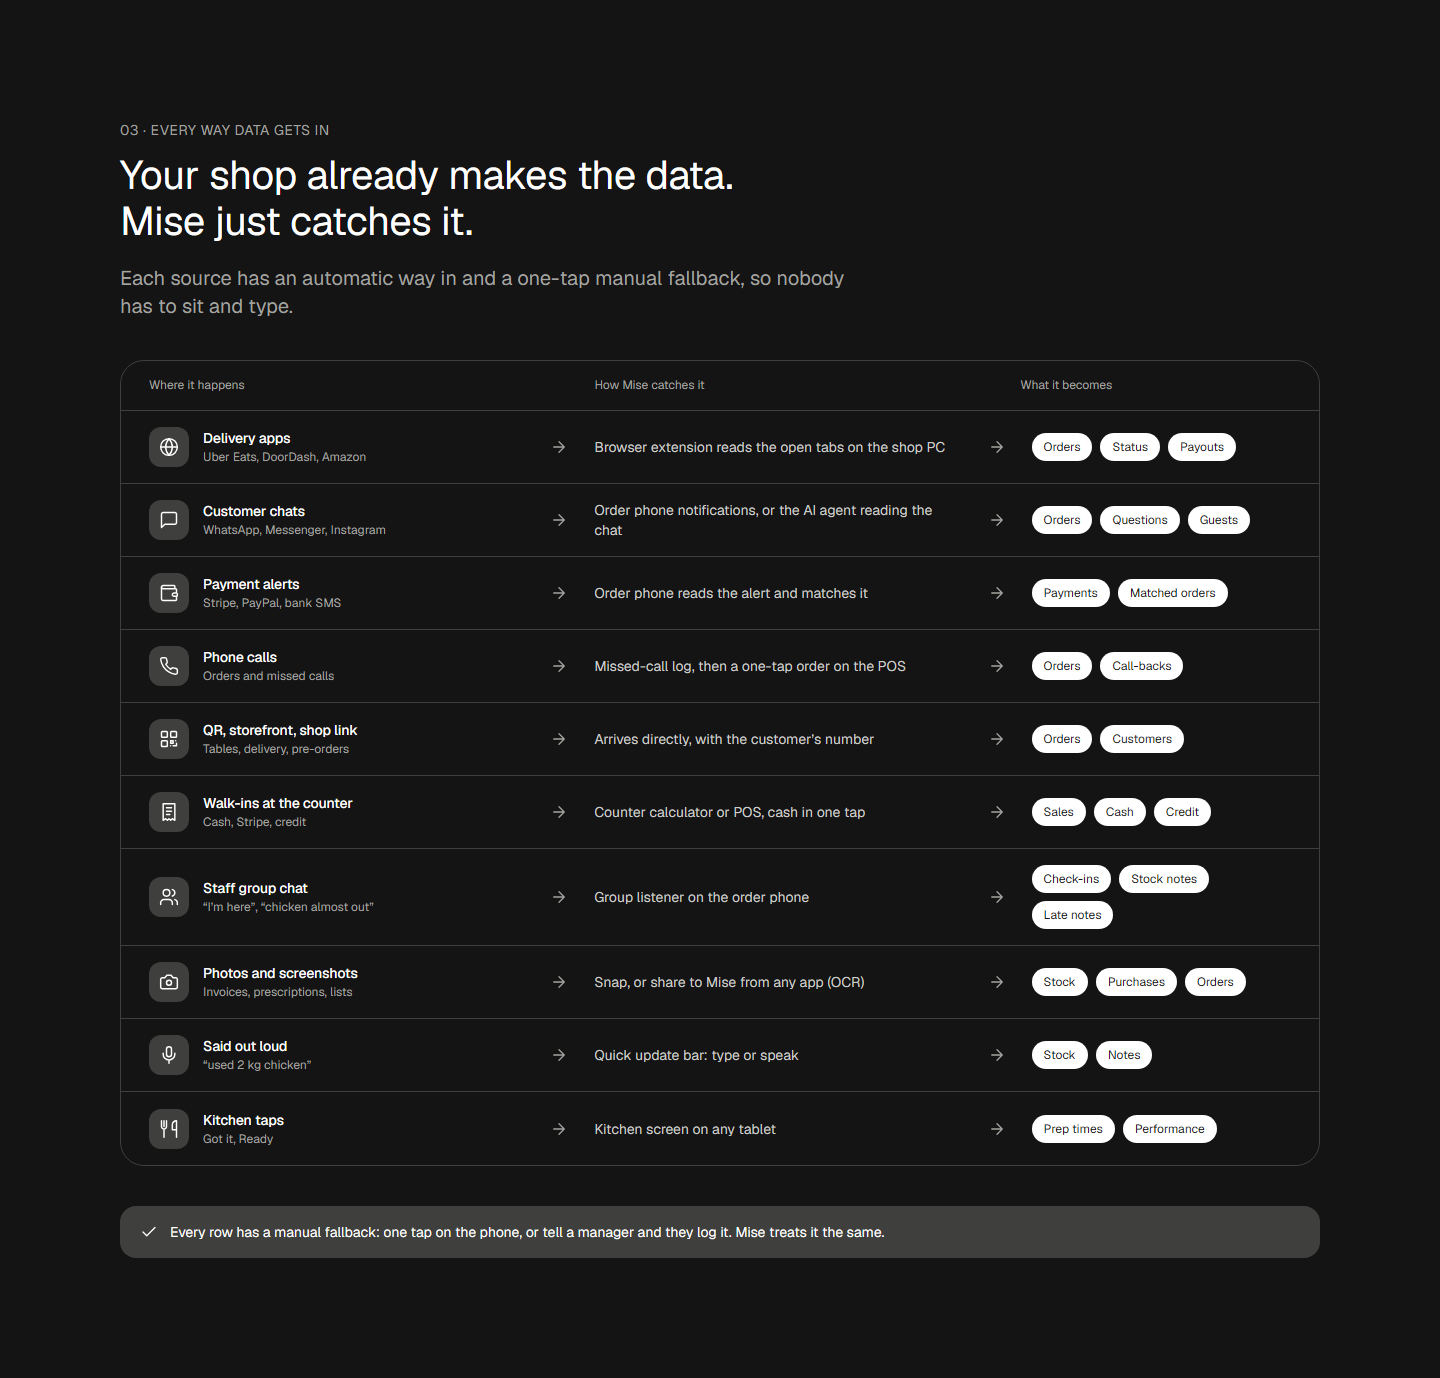 03 · EVERY WAY DATA GETS IN
Your shop already makes the data.
Mise just catches it.
Each source has an automatic way in and a one-tap manual fallback, so nobody
has to sit and type.
Where it happens
How Mise catches it
What it becomes
Delivery apps
Uber Eats, DoorDash, Amazon
Browser extension reads the open tabs on the shop PC
Orders
Status
Payouts
Customer chats
WhatsApp, Messenger, Instagram
Order phone notifications, or the AI agent reading the
chat
Orders
Questions
Guests
Payment alerts
Stripe, PayPal, bank SMS
Order phone reads the alert and matches it
Payments
Matched orders
Phone calls
Orders and missed calls
Missed-call log, then a one-tap order on the POS
Orders
Call-backs
QR, storefront, shop link
Tables, delivery, pre-orders
Arrives directly, with the customer's number
Orders
Customers
Walk-ins at the counter
Cash, Stripe, credit
Counter calculator or POS, cash in one tap
Sales
Cash
Credit
Staff group chat
“I'm here”, “chicken almost out”
Group listener on the order phone
Check-ins
Stock notes
Late notes
Photos and screenshots
Invoices, prescriptions, lists
Snap, or share to Mise from any app (OCR)
Stock
Purchases
Orders
Said out loud
“used 2 kg chicken”
Quick update bar: type or speak
Stock
Notes
Kitchen taps
Got it, Ready
Kitchen screen on any tablet
Prep times
Performance
Every row has a manual fallback: one tap on the phone, or tell a manager and they log it. Mise treats it the same.